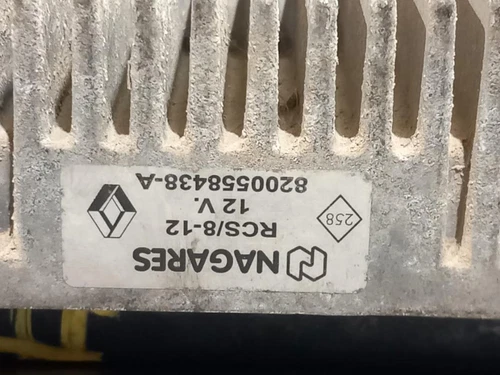 NAGARES
RCS/8-12
12 V.
8200558438-A
258